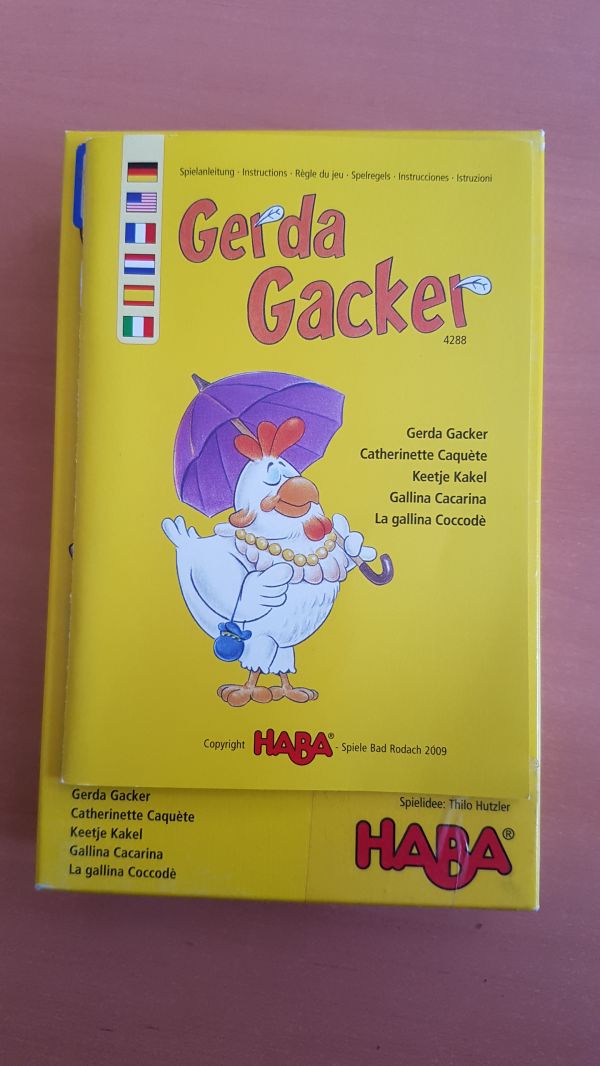 Spielanleitung · Instructions · Règle du jeu · Spelregels · Instrucciones · Istruzioni
Gerda
Gacker
4288
Gerda Gacker
Catherinette Caquète
Keetje Kakel
Gallina Cacarina
La gallina Coccodè
Copyright HABA® - Spiele Bad Rodach 2009
Gerda Gacker
Catherinette Caquète
Keetje Kakel
Gallina Cacarina
La gallina Coccodè
Spielidee: Thilo Hutzler
HABA®